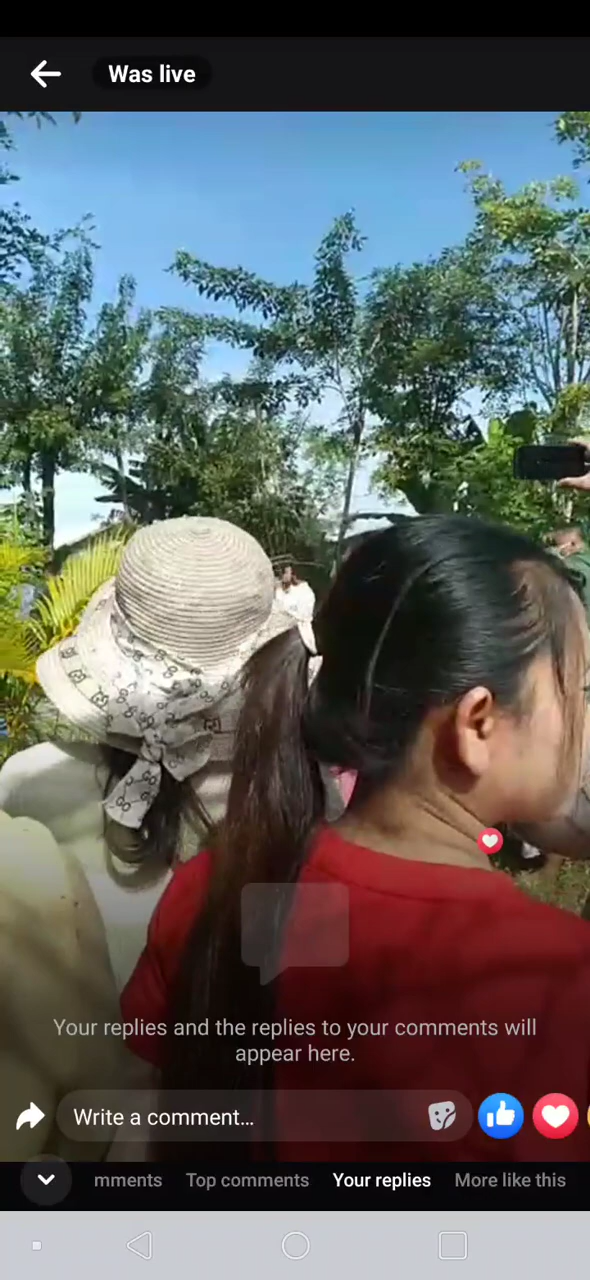 Was live
Your replies and the replies to your comments will
appear here.
Write a comment...
mments Top comments Your replies More like this